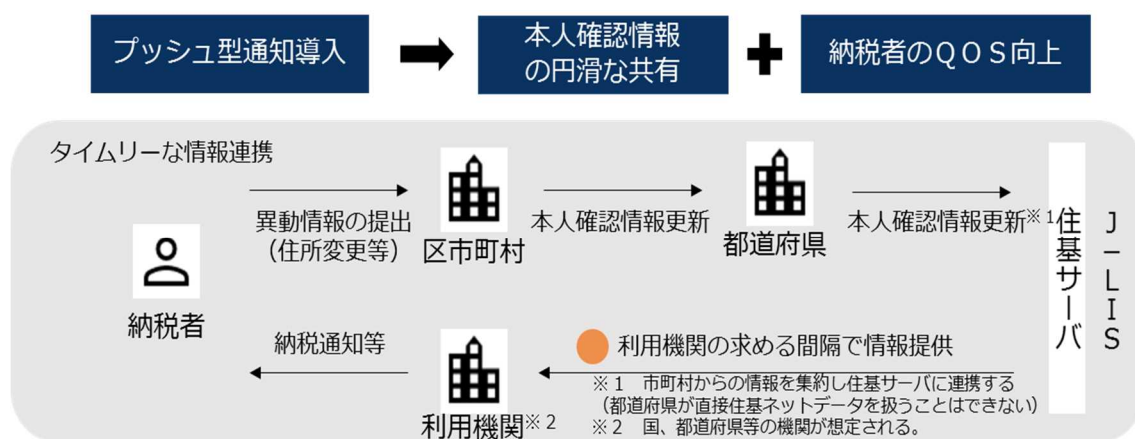 プッシュ型通知導入
本人確認情報
の円滑な共有
納税者のQOS向上
タイムリーな情報連携
異動情報の提出
（住所変更等）
区市町村
本人確認情報更新
都道府県
本人確認情報更新※1
住基サーバ
J－LIS
納税者
納税通知等
利用機関※2
利用機関の求める間隔で情報提供
※1　市町村からの情報を集約し住基サーバに連携する
（都道府県が直接住基ネットデータを扱うことはできない）
※2　国、都道府県等の機関が想定される。